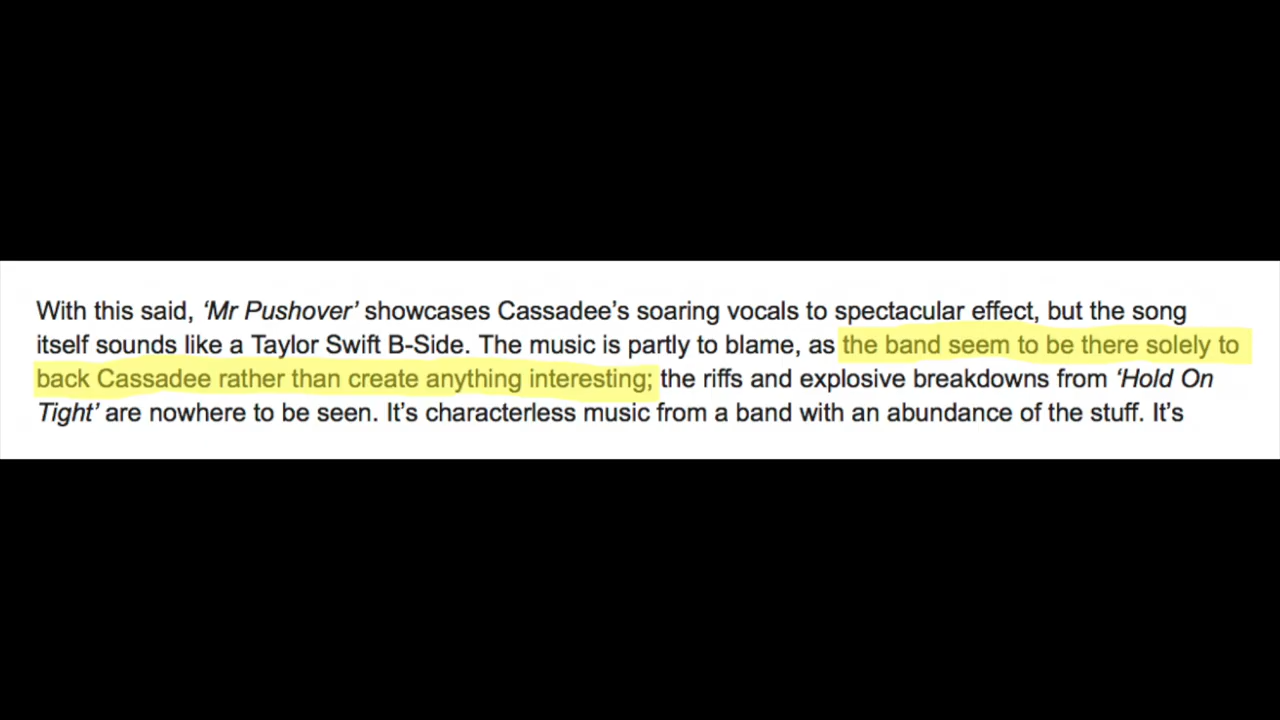 With this said, ‘Mr Pushover’ showcases Cassadee’s soaring vocals to spectacular effect, but the song
itself sounds like a Taylor Swift B-Side. The music is partly to blame, as the band seem to be there solely to
back Cassadee rather than create anything interesting; the riffs and explosive breakdowns from ‘Hold On
Tight’ are nowhere to be seen. It’s characterless music from a band with an abundance of the stuff. It’s